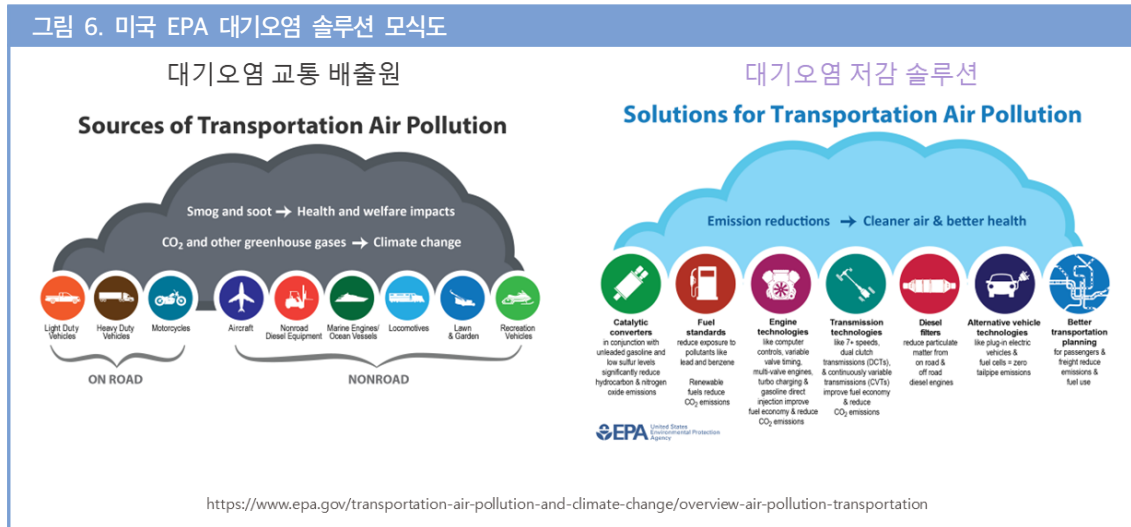 그림 6. 미국 EPA 대기오염 솔루션 모식도
대기오염 교통 배출원
Sources of Transportation Air Pollution
Smog and soot → Health and welfare impacts
CO₂ and other greenhouse gases → Climate change
Light Duty
Vehicles
Heavy Duty
Vehicles
Motorcycles
Aircraft
Nonroad
Diesel Equipment
Marine Engines/
Ocean Vessels
Locomotives
Lawn
& Garden
Recreation
Vehicles
ON ROAD
NONROAD
대기오염 저감 솔루션
Solutions for Transportation Air Pollution
Emission reductions → Cleaner air & better health
Catalytic
converters
in conjunction with
unleaded gasoline and
low sulfur levels
significantly reduce
hydrocarbon & nitrogen
oxide emissions
Fuel
standards
reduce exposure to
pollutants like
lead and benzene
Renewable
fuels reduce
CO₂ emissions
Engine
technologies
like computer
controls, variable
valve timing,
multi-valve engines,
turbo charging &
gasoline direct
injection improve
fuel economy & reduce
CO₂ emissions
Transmission
technologies
like 7+ speeds,
dual clutch
transmissions (DCTs),
& continuously variable
transmissions (CVTs)
improve fuel economy
& reduce
CO₂ emissions
Diesel
filters
reduce particulate
matter from
on road &
off road
diesel engines
Alternative vehicle
technologies
like plug-in electric
vehicles &
fuel cells = zero
tailpipe emissions
Better
transportation
planning
for passengers &
freight reduce
emissions &
fuel use
EPA
United States
Environmental Protection
Agency
https://www.epa.gov/transportation-air-pollution-and-climate-change/overview-air-pollution-transportation